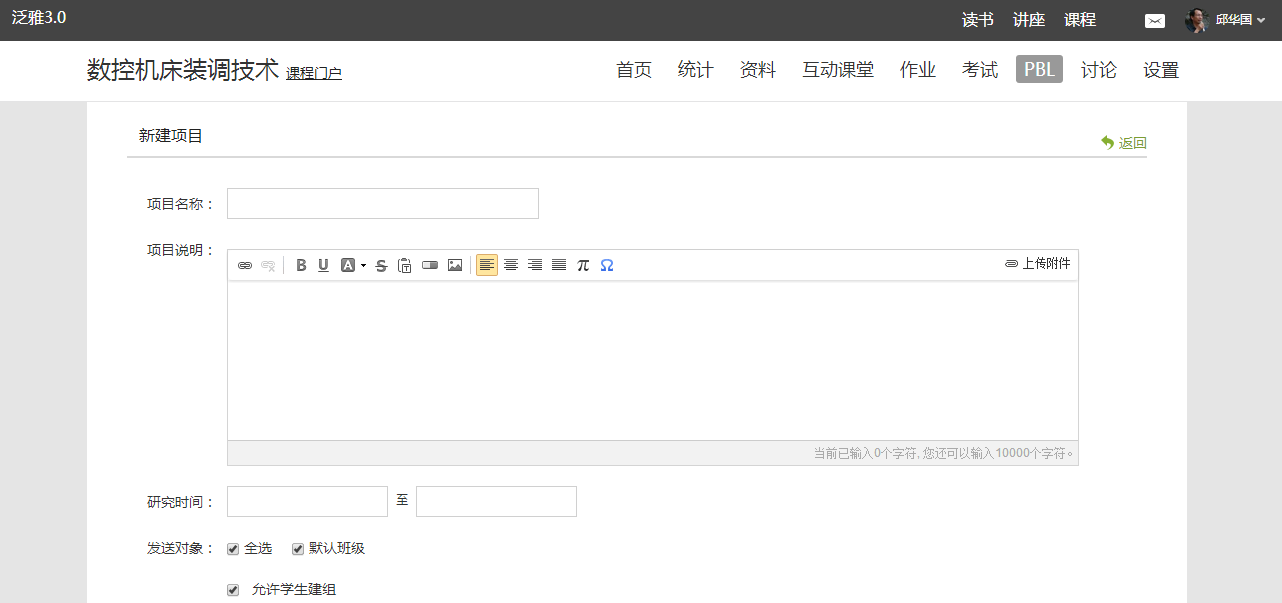 泛雅3.0 读书 讲座 课程 邱华国
数控机床装调技术 课程门户 首页 统计 资料 互动课堂 作业 考试 PBL 讨论 设置
新建项目 返回
项目名称：
项目说明：
B U A S π Ω 上传附件
当前已输入0个字符, 您还可以输入10000个字符。
研究时间： 至
发送对象： 全选 默认班级
允许学生建组